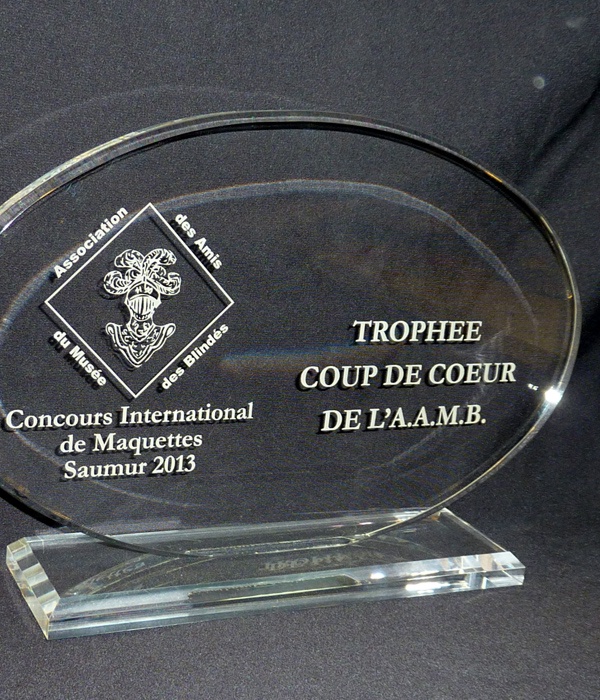 Association
des Amis
du Musée
des Blindés
Concours International
de Maquettes
Saumur 2013
TROPHEE
COUP DE COEUR
DE L'A.A.M.B.